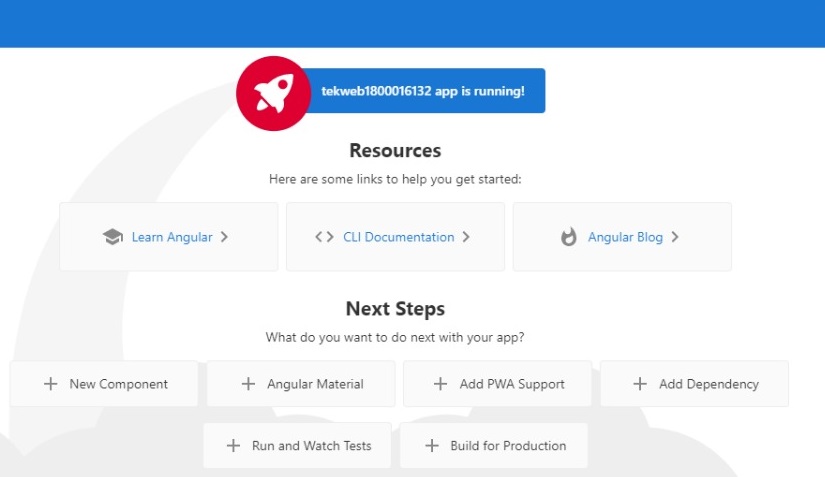 tekweb1800016132 app is running!
Resources
Here are some links to help you get started:
Learn Angular
CLI Documentation
Angular Blog
Next Steps
What do you want to do next with your app?
New Component
Angular Material
Add PWA Support
Add Dependency
Run and Watch Tests
Build for Production